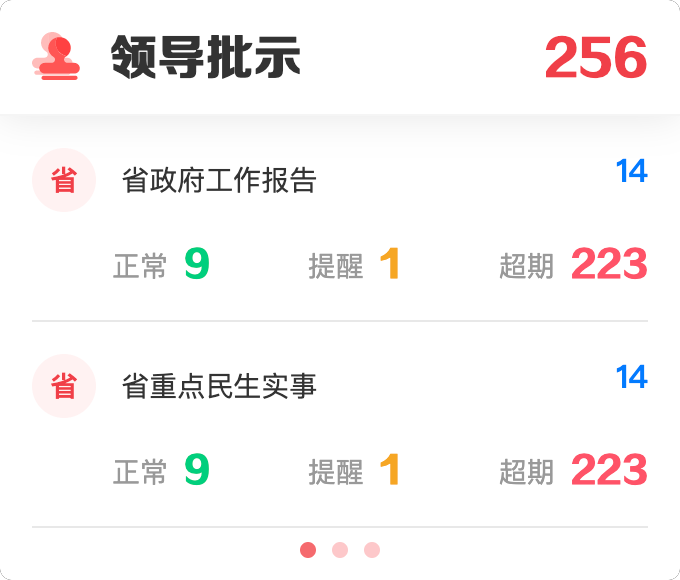 领导批示 256
省 省政府工作报告 14
正常 9 提醒 1 超期 223
省 省重点民生实事 14
正常 9 提醒 1 超期 223